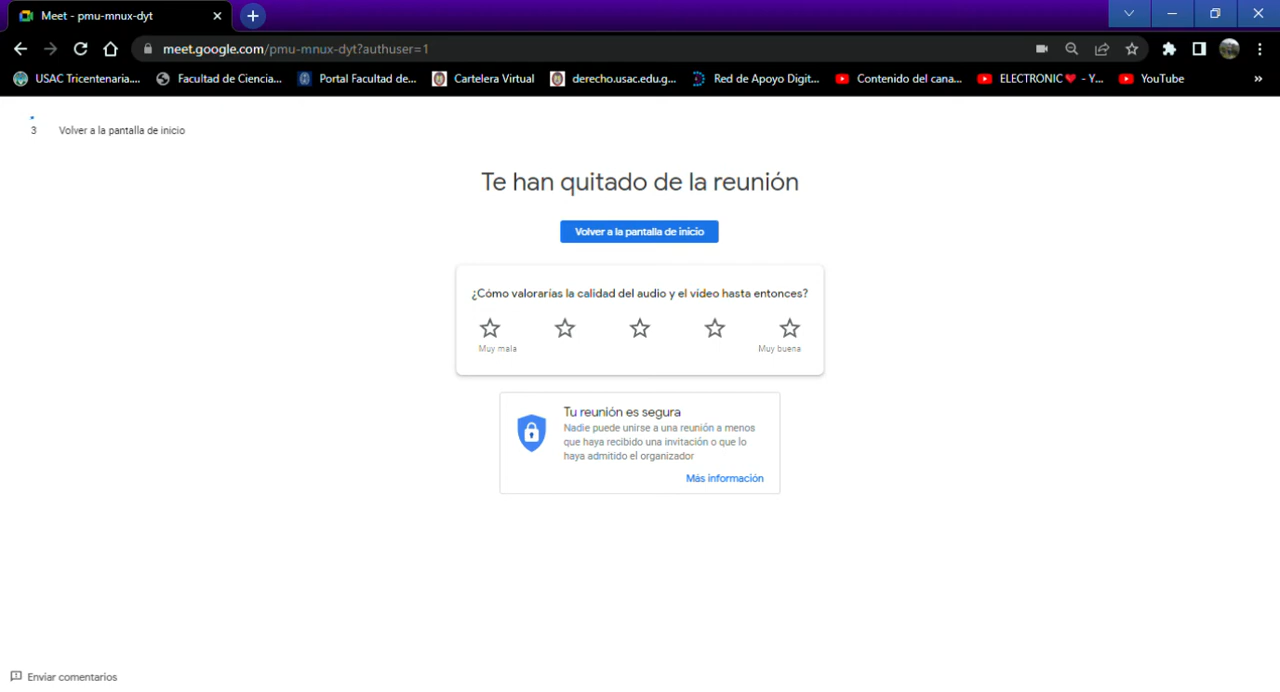 Meet - pmu-mnux-dyt
meet.google.com/pmu-mnux-dyt?authuser=1
USAC Tricentenaria.... Facultad de Ciencia... Portal Facultad de... Cartelera Virtual derecho.usac.edu.g... Red de Apoyo Digit... Contenido del cana... ELECTRONIC❤ - Y... YouTube »
3 Volver a la pantalla de inicio
Te han quitado de la reunión
Volver a la pantalla de inicio
¿Cómo valorarías la calidad del audio y el vídeo hasta entonces?
Muy mala Muy buena
Tu reunión es segura
Nadie puede unirse a una reunión a menos
que haya recibido una invitación o que lo
haya admitido el organizador
Más información
Enviar comentarios